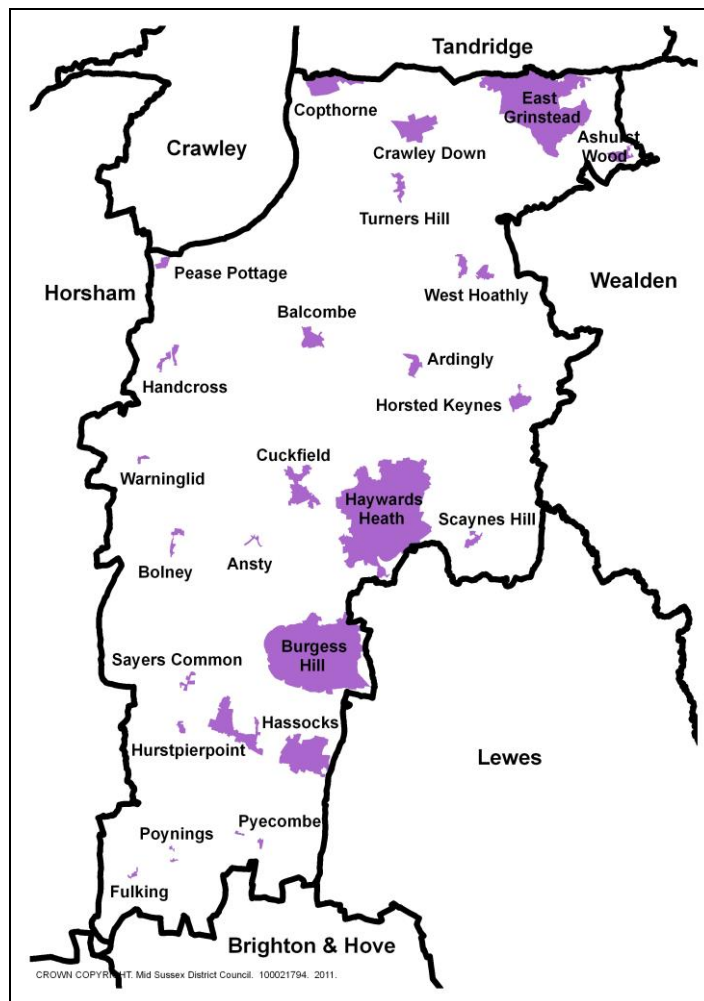 Tandridge
East
Grinstead
Copthorne
Ashurst
Wood
Crawley
Crawley Down
Turners Hill
Pease Pottage
West Hoathly
Wealden
Horsham
Balcombe
Ardingly
Handcross
Horsted Keynes
Cuckfield
Warninglid
Haywards
Heath
Scaynes Hill
Bolney
Ansty
Burgess
Hill
Sayers Common
Hassocks
Hurstpierpoint
Lewes
Pyecombe
Poynings
Fulking
Brighton & Hove
CROWN COPYRIGHT. Mid Sussex District Council. 100021794. 2011.